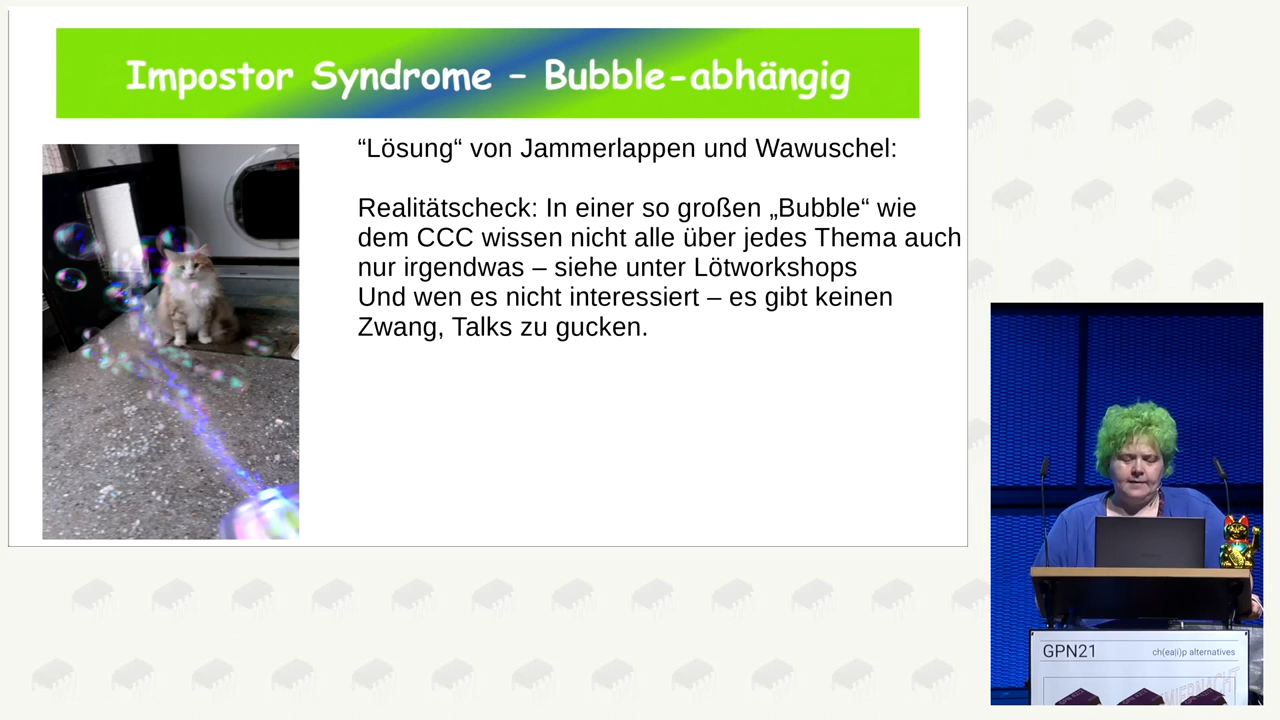 Impostor Syndrome – Bubble-abhängig
“Lösung“ von Jammerlappen und Wawuschel:
Realitätscheck: In einer so großen „Bubble“ wie
dem CCC wissen nicht alle über jedes Thema auch
nur irgendwas – siehe unter Lötworkshops
Und wen es nicht interessiert – es gibt keinen
Zwang, Talks zu gucken.
GPN21
ch(ea|i)p alternatives